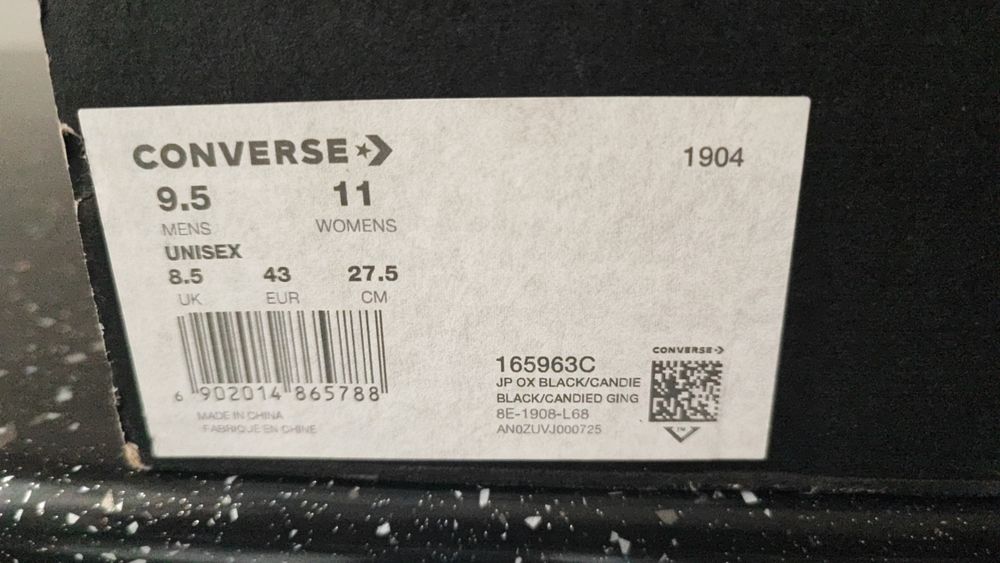 CONVERSE
1904
9.5 11
MENS WOMENS
UNISEX
8.5 43 27.5
UK EUR CM
6 902014 865788
MADE IN CHINA
FABRIQUE EN CHINE
CONVERSE
165963C
JP OX BLACK/CANDIE
BLACK/CANDIED GING
8E-1908-L68
AN0ZUVJ000725
TM